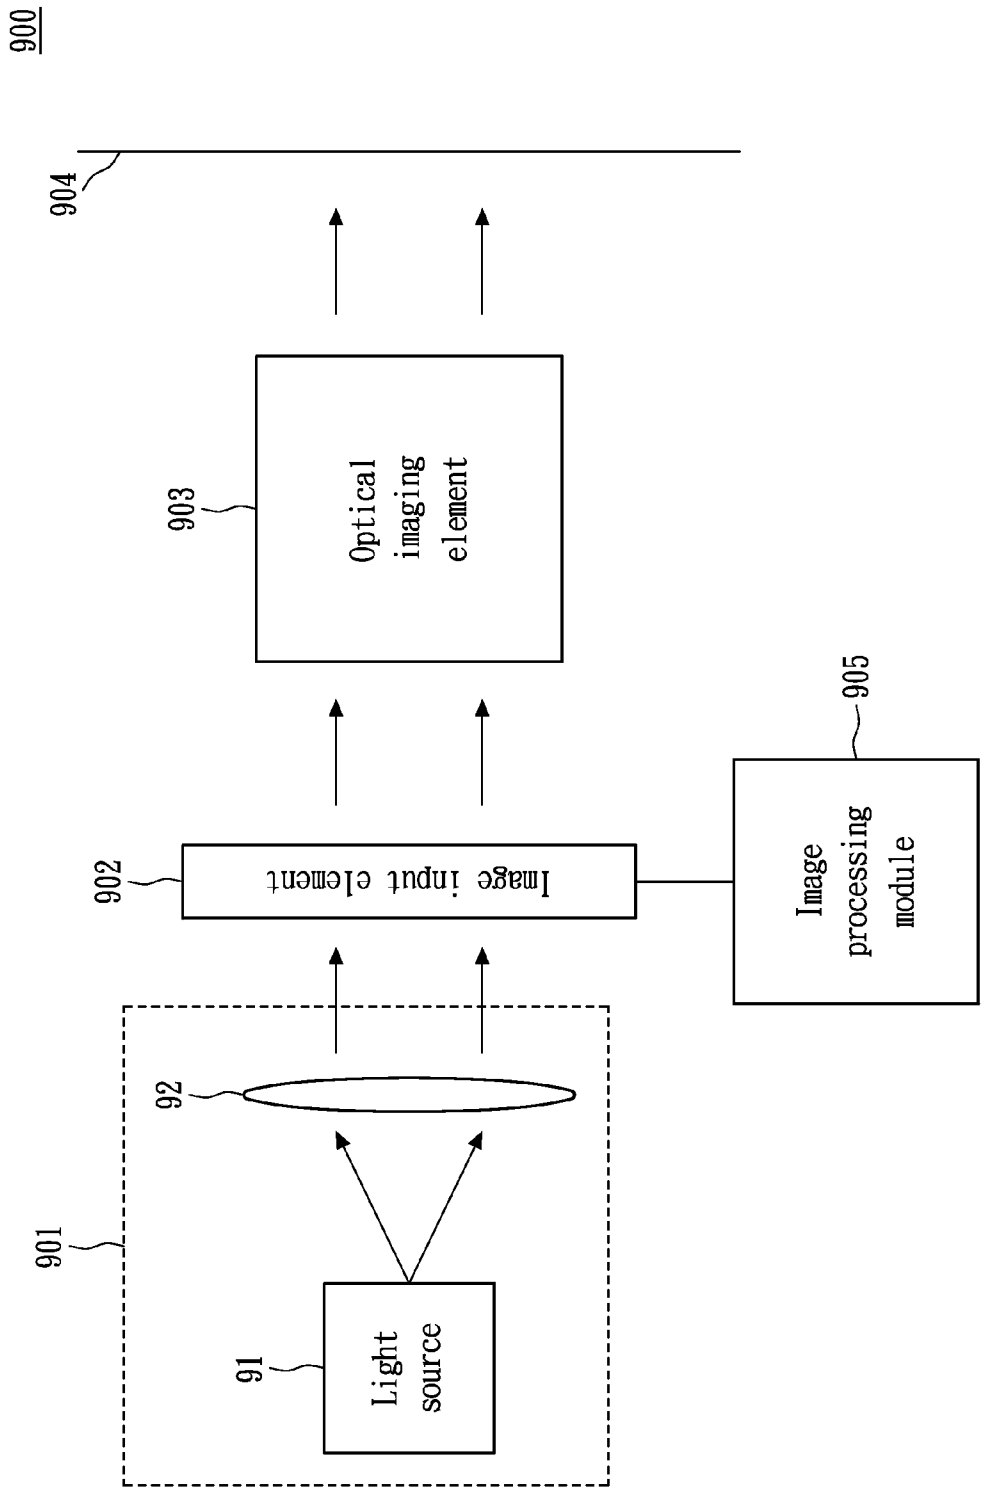 900
901
91
Light
source
92
902
Image input element
903
Optical
imaging
element
904
905
Image
processing
module